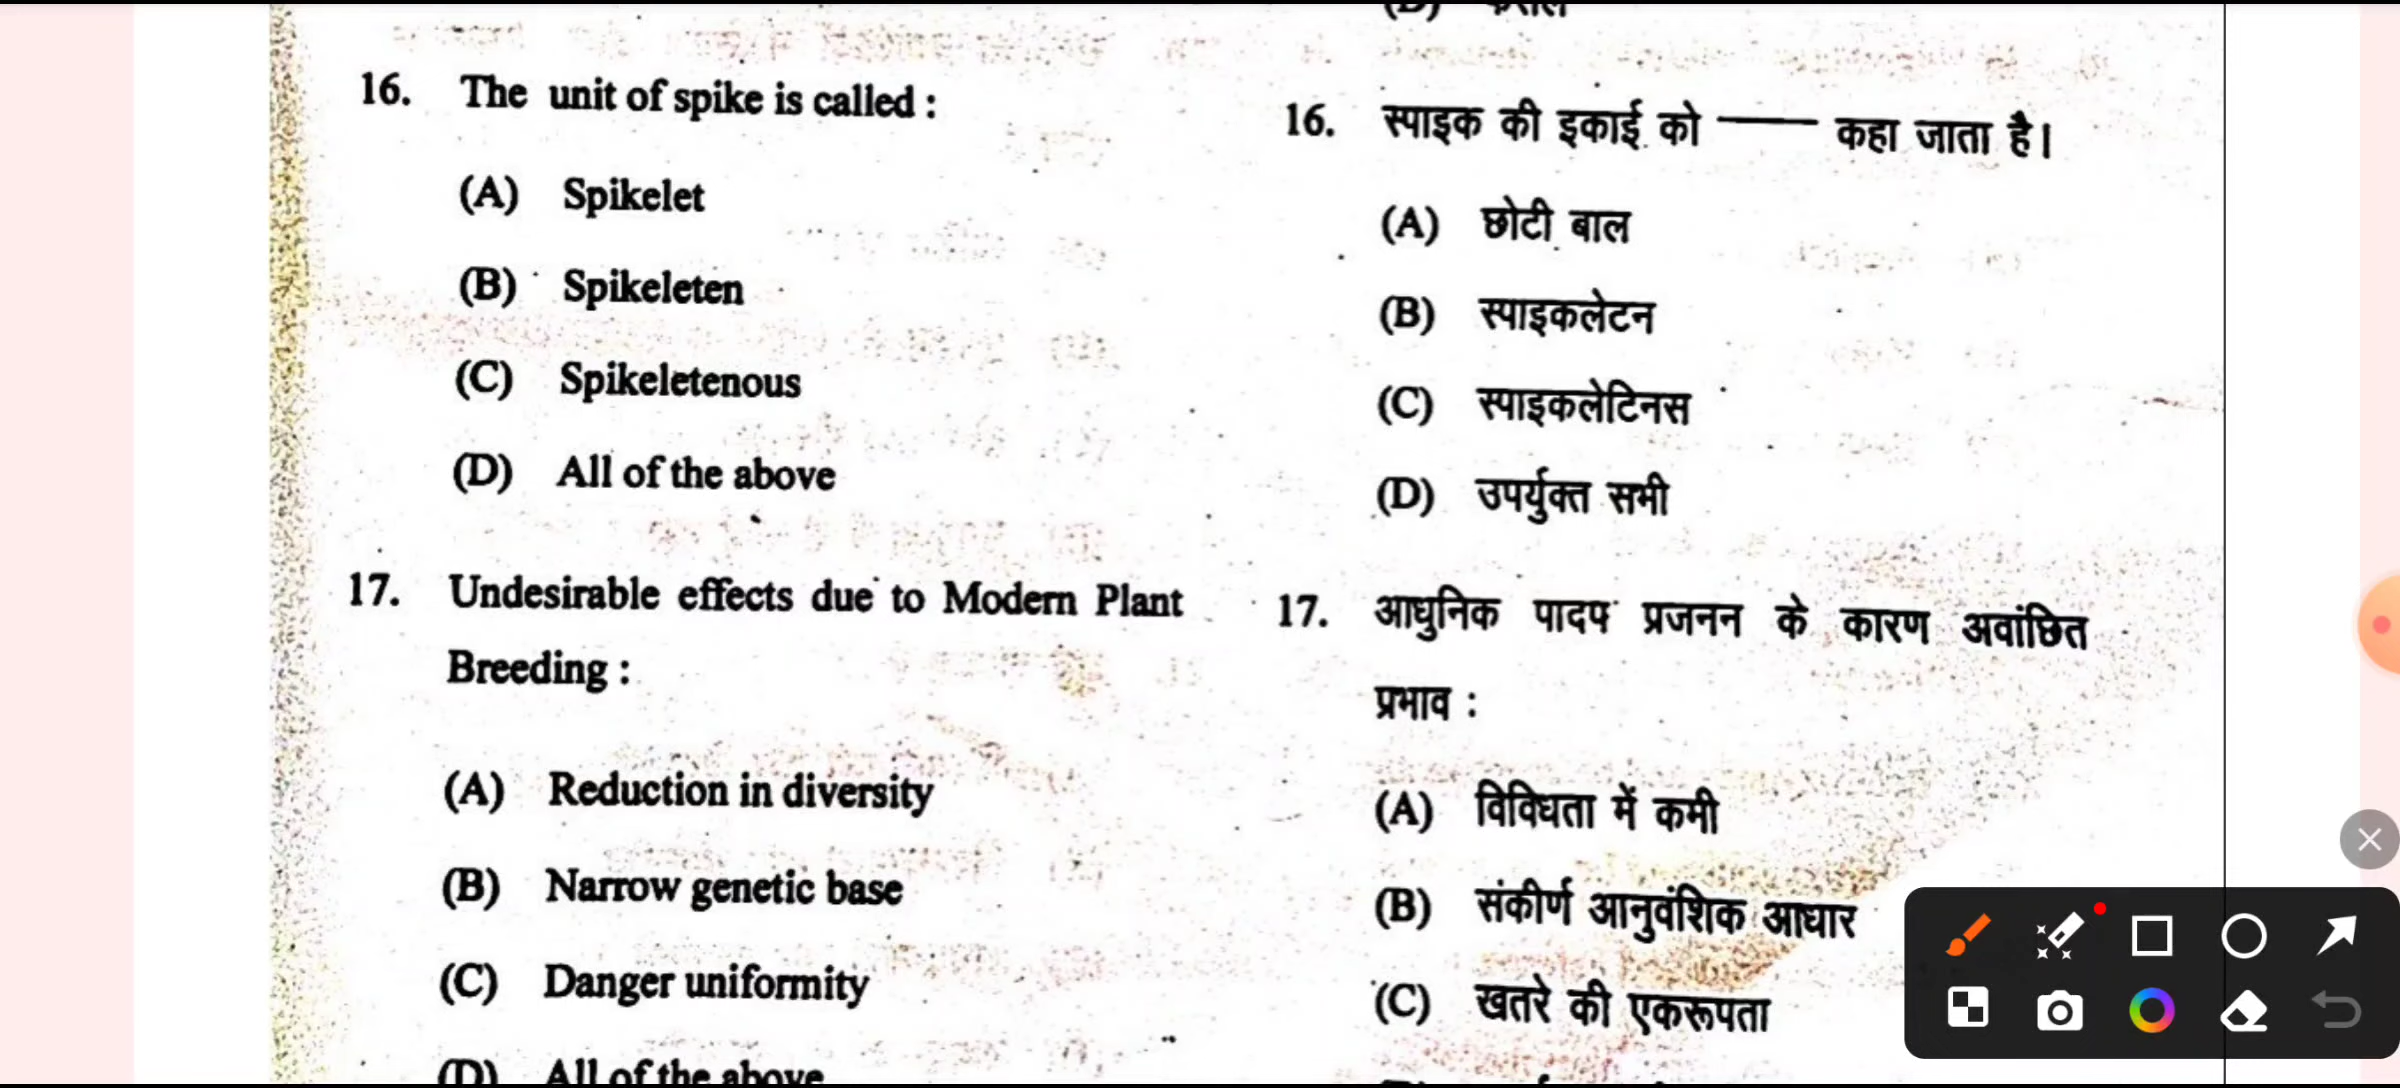 16. The unit of spike is called :
(A) Spikelet
(B) Spikeleten
(C) Spikeletenous
(D) All of the above
17. Undesirable effects due to Modern Plant
Breeding :
(A) Reduction in diversity
(B) Narrow genetic base
(C) Danger uniformity
(D) All of the above
16. स्पाइक की इकाई को —— कहा जाता है।
(A) छोटी बाल
(B) स्पाइकलेटन
(C) स्पाइकलेटिनस
(D) उपर्युक्त सभी
17. आधुनिक पादप प्रजनन के कारण अवांछित
प्रभाव :
(A) विविधता में कमी
(B) संकीर्ण आनुवंशिक आधार
(C) खतरे की एकरूपता